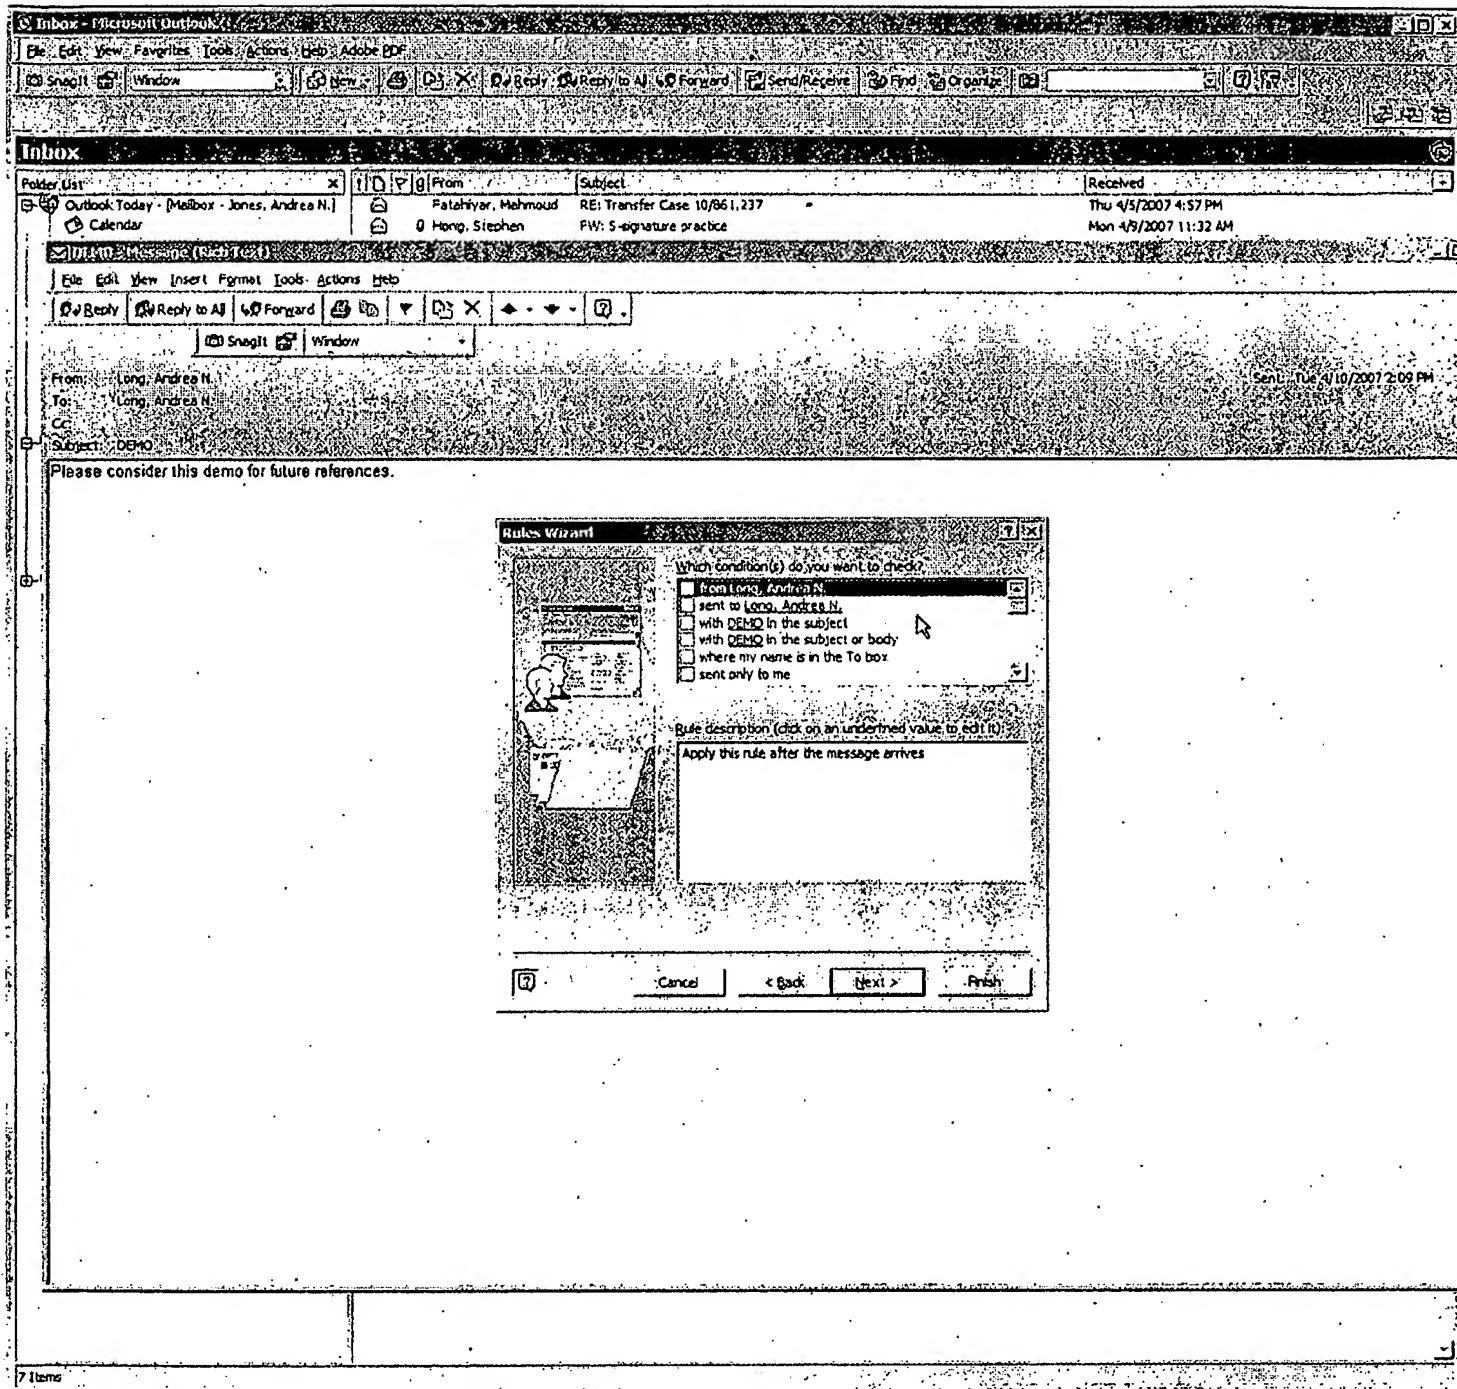 Inbox - Microsoft Outlook
File Edit View Favorites Tools Actions Help Adobe PDF
SnagIt Window New Reply Reply to All Forward Send/Receive Find Organize
Inbox
Folder List From Subject Received
Outlook Today - [Mailbox - Jones, Andrea N.] Fatahiyar, Mahmoud RE: Transfer Case 10/861,237 Thu 4/5/2007 4:57 PM
Calendar Hong, Stephen FW: S-signature practice Mon 4/9/2007 11:32 AM
DEMO - Message (Rich Text)
File Edit View Insert Format Tools Actions Help
Reply Reply to All Forward
SnagIt Window
From: Long, Andrea N. Sent: Tue 4/10/2007 2:09 PM
To: Long, Andrea N.
Cc:
Subject: DEMO
Please consider this demo for future references.
Rules Wizard
Which condition(s) do you want to check?
from Long, Andrea N.
sent to Long, Andrea N.
with DEMO in the subject
with DEMO in the subject or body
where my name is in the To box
sent only to me
Rule description (click on an underlined value to edit it):
Apply this rule after the message arrives
Cancel < Back Next > Finish
7 Items